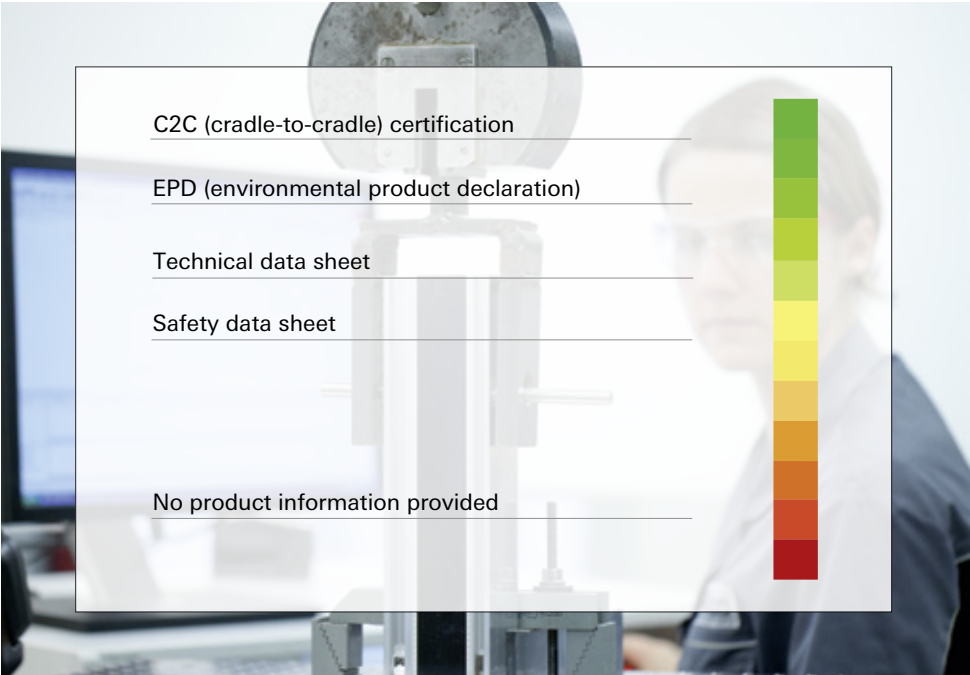 C2C (cradle-to-cradle) certification
EPD (environmental product declaration)
Technical data sheet
Safety data sheet
No product information provided